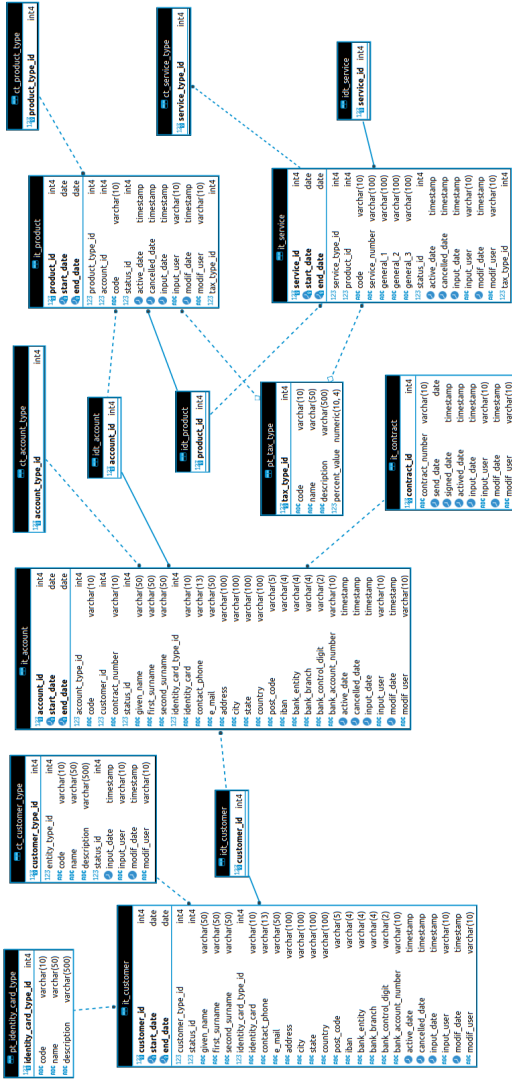 pt_identity_card_type
identity_card_type_id int4
code varchar(10)
name varchar(50)
description varchar(500)
ct_customer_type
customer_type_id int4
entity_type_id int4
code varchar(10)
name varchar(50)
description varchar(500)
status_id int4
input_date timestamp
input_user varchar(10)
modif_date timestamp
modif_user varchar(10)
it_customer
customer_id int4
start_date date
end_date date
customer_type_id int4
status_id int4
given_name varchar(50)
first_surname varchar(50)
second_surname varchar(50)
identity_card_type_id int4
identity_card varchar(10)
contact_phone varchar(13)
e_mail varchar(50)
address varchar(100)
city varchar(100)
state varchar(100)
country varchar(100)
post_code varchar(5)
iban varchar(4)
bank_entity varchar(4)
bank_branch varchar(4)
bank_control_digit varchar(2)
bank_account_number varchar(10)
active_date timestamp
cancelled_date timestamp
input_date timestamp
input_user varchar(10)
modif_date timestamp
modif_user varchar(10)
idt_customer
customer_id int4
it_account
account_id int4
start_date date
end_date date
account_type_id int4
code varchar(10)
customer_id int4
contract_number varchar(10)
status_id int4
given_name varchar(50)
first_surname varchar(50)
second_surname varchar(50)
identity_card_type_id int4
identity_card varchar(10)
contact_phone varchar(13)
e_mail varchar(50)
address varchar(100)
city varchar(100)
state varchar(100)
country varchar(100)
post_code varchar(5)
iban varchar(4)
bank_entity varchar(4)
bank_branch varchar(4)
bank_control_digit varchar(2)
bank_account_number varchar(10)
active_date timestamp
cancelled_date timestamp
input_date timestamp
input_user varchar(10)
modif_date timestamp
modif_user varchar(10)
ct_account_type
account_type_id int4
idt_account
account_id int4
idt_product
product_id int4
pt_tax_type
tax_type_id int4
code varchar(10)
name varchar(50)
description varchar(500)
percent_value numeric(10, 4)
it_contract
contract_id int4
contract_number varchar(10)
send_date date
signed_date timestamp
actived_date timestamp
input_date timestamp
input_user varchar(10)
modif_date timestamp
modif_user varchar(10)
ct_product_type
product_type_id int4
it_product
product_id int4
start_date date
end_date date
product_type_id int4
account_id int4
code varchar(10)
status_id int4
active_date timestamp
cancelled_date timestamp
input_date timestamp
input_user varchar(10)
modif_date timestamp
modif_user varchar(10)
tax_type_id int4
ct_service_type
service_type_id int4
idt_service
service_id int4
it_service
service_id int4
start_date date
end_date date
service_type_id int4
product_id int4
code varchar(10)
service_number varchar(100)
general_1 varchar(100)
general_2 varchar(100)
general_3 varchar(100)
status_id int4
active_date timestamp
cancelled_date timestamp
input_date timestamp
input_user varchar(10)
modif_date timestamp
modif_user varchar(10)
tax_type_id int4